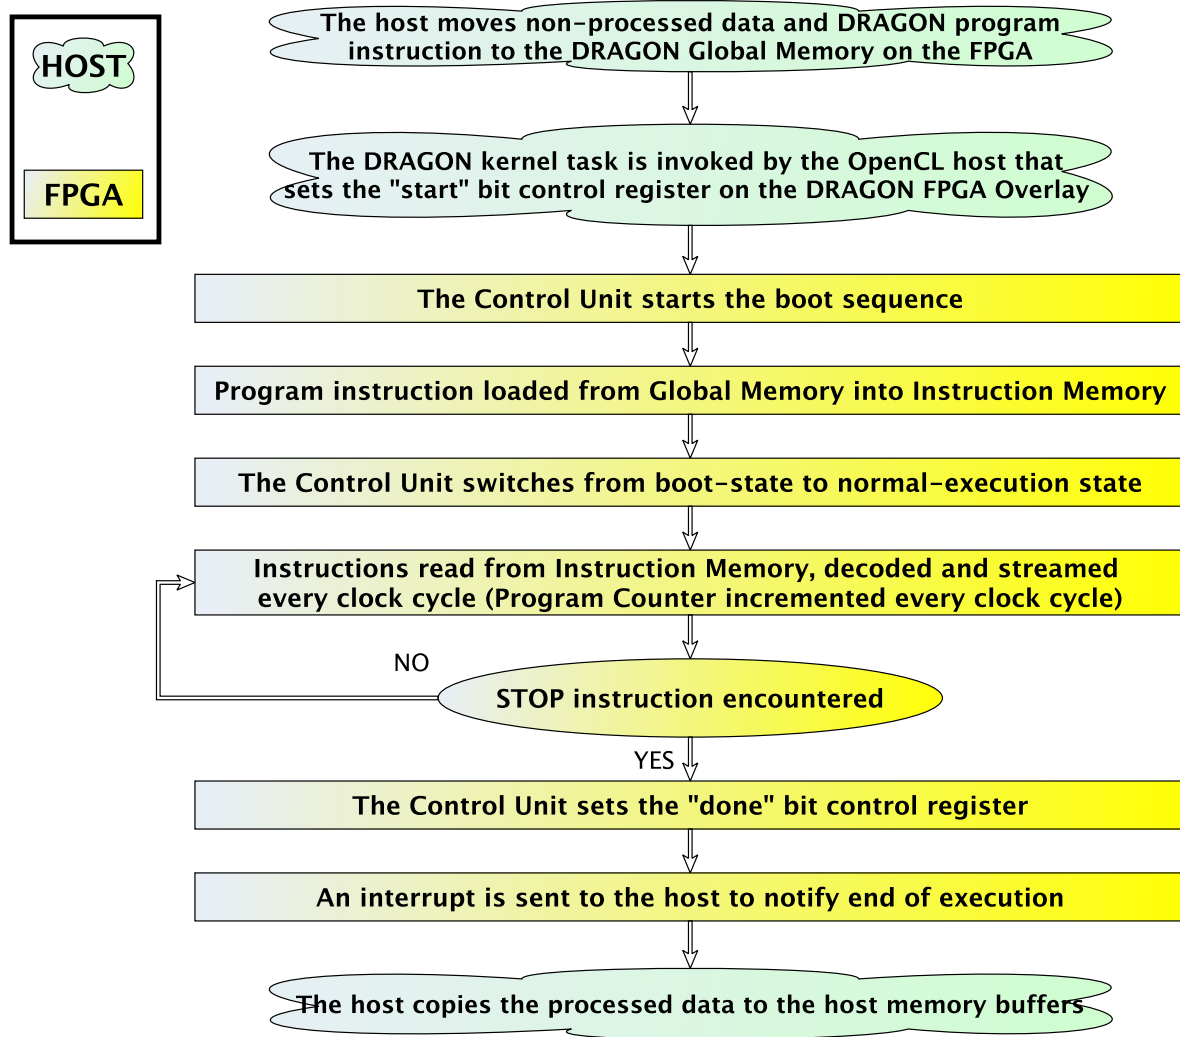 HOST
FPGA
The host moves non-processed data and DRAGON program
instruction to the DRAGON Global Memory on the FPGA
The DRAGON kernel task is invoked by the OpenCL host that
sets the "start" bit control register on the DRAGON FPGA Overlay
The Control Unit starts the boot sequence
Program instruction loaded from Global Memory into Instruction Memory
The Control Unit switches from boot-state to normal-execution state
Instructions read from Instruction Memory, decoded and streamed
every clock cycle (Program Counter incremented every clock cycle)
NO
STOP instruction encountered
YES
The Control Unit sets the "done" bit control register
An interrupt is sent to the host to notify end of execution
The host copies the processed data to the host memory buffers